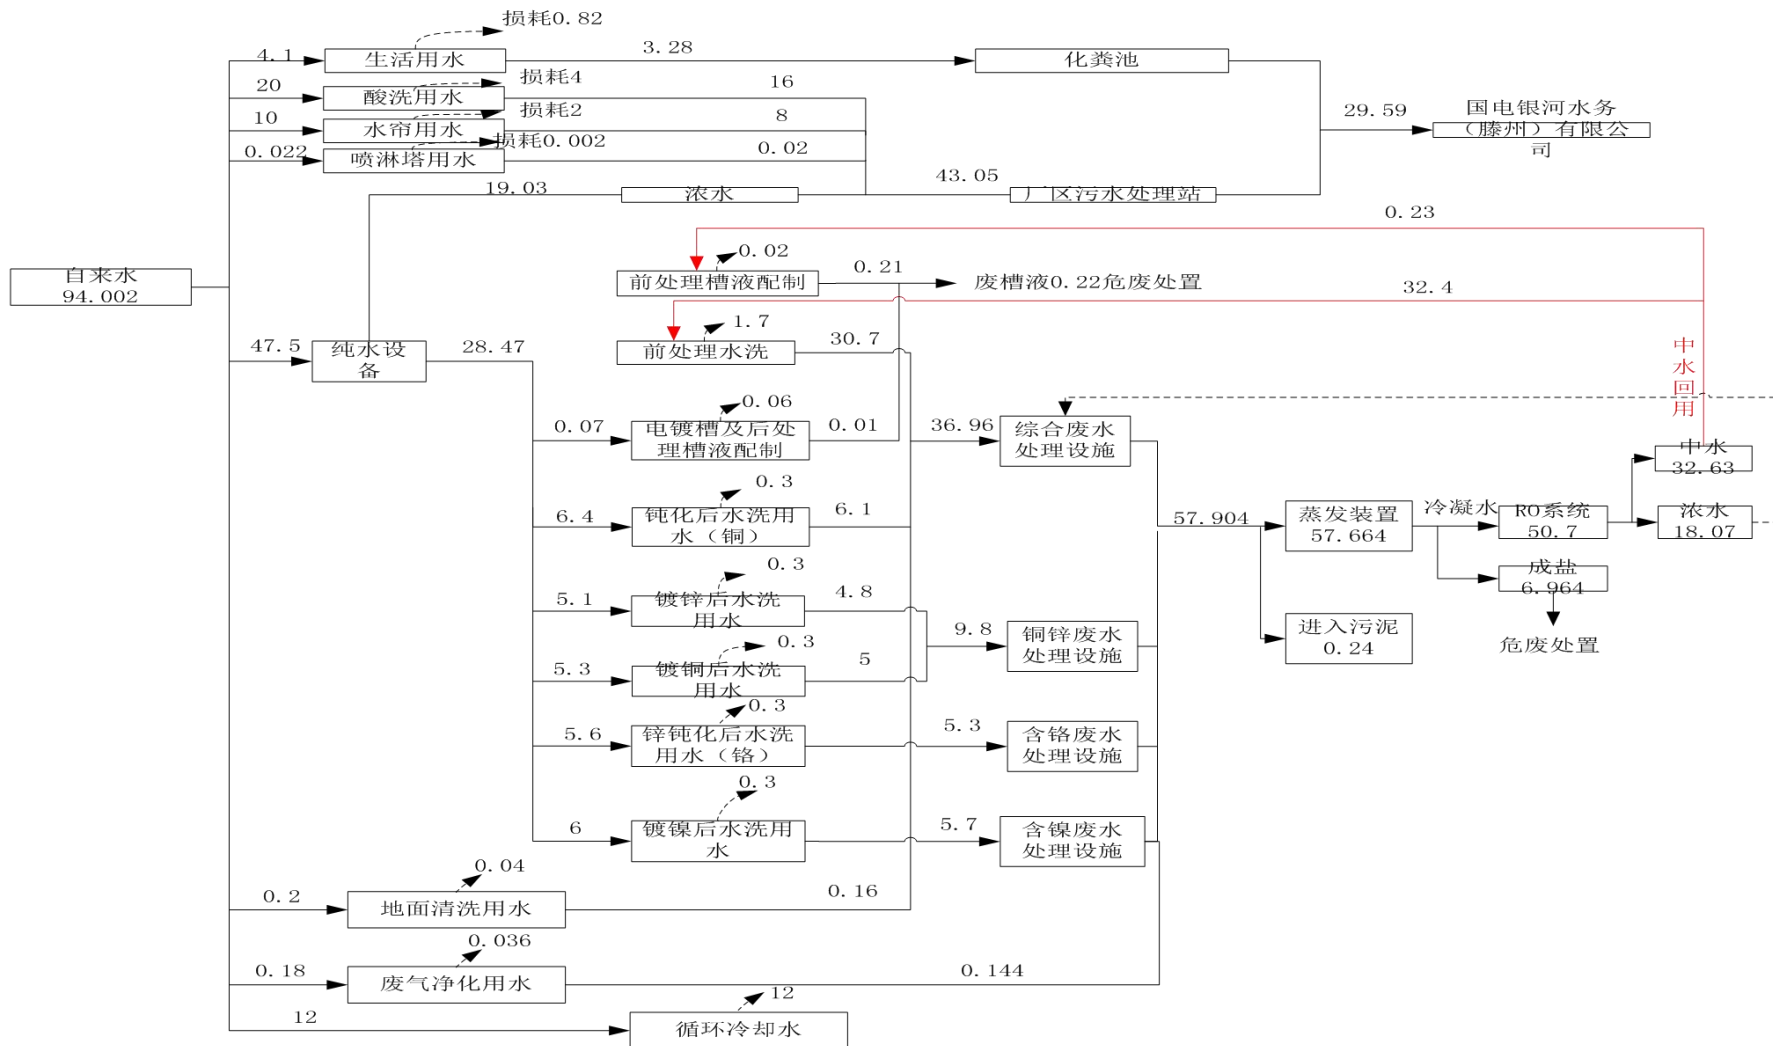 损耗0.82
4.1
生活用水
3.28
化粪池
20
酸洗用水
损耗4
16
10
水帘用水
损耗2
8
0.022
喷淋塔用水
损耗0.002
0.02
29.59
国电银河水务
（滕州）有限公
司
19.03
浓水
43.05
厂区污水处理站
0.23
自来水
94.002
0.02
前处理槽液配制
0.21
废槽液0.22危废处置
32.4
47.5
纯水设
备
28.47
1.7
前处理水洗
30.7
中
水
回
用
0.07
0.06
电镀槽及后处
理槽液配制
0.01
36.96
综合废水
处理设施
中水
32.63
6.4
0.3
钝化后水洗用
水（铜）
6.1
57.904
蒸发装置
57.664
冷凝水
RO系统
50.7
浓水
18.07
成盐
6.964
危废处置
5.1
0.3
镀锌后水洗
用水
4.8
9.8
铜锌废水
处理设施
进入污泥
0.24
5.3
0.3
镀铜后水洗
用水
5
5.6
0.3
锌钝化后水洗
用水（铬）
5.3
含铬废水
处理设施
6
0.3
镀镍后水洗用
水
5.7
含镍废水
处理设施
0.2
0.04
地面清洗用水
0.16
0.18
0.036
废气净化用水
0.144
12
12
循环冷却水